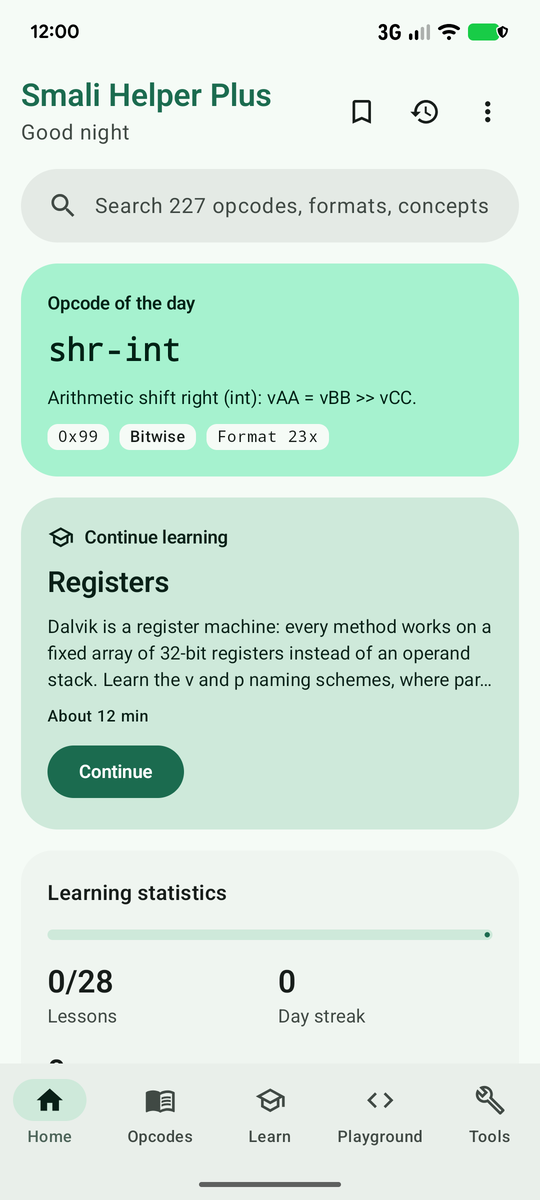 12:00
3G
Smali Helper Plus
Good night
Search 227 opcodes, formats, concepts
Opcode of the day
shr-int
Arithmetic shift right (int): vAA = vBB >> vCC.
0x99 Bitwise Format 23x
Continue learning
Registers
Dalvik is a register machine: every method works on a
fixed array of 32-bit registers instead of an operand
stack. Learn the v and p naming schemes, where par…
About 12 min
Continue
Learning statistics
0/28 0
Lessons Day streak
Home Opcodes Learn Playground Tools